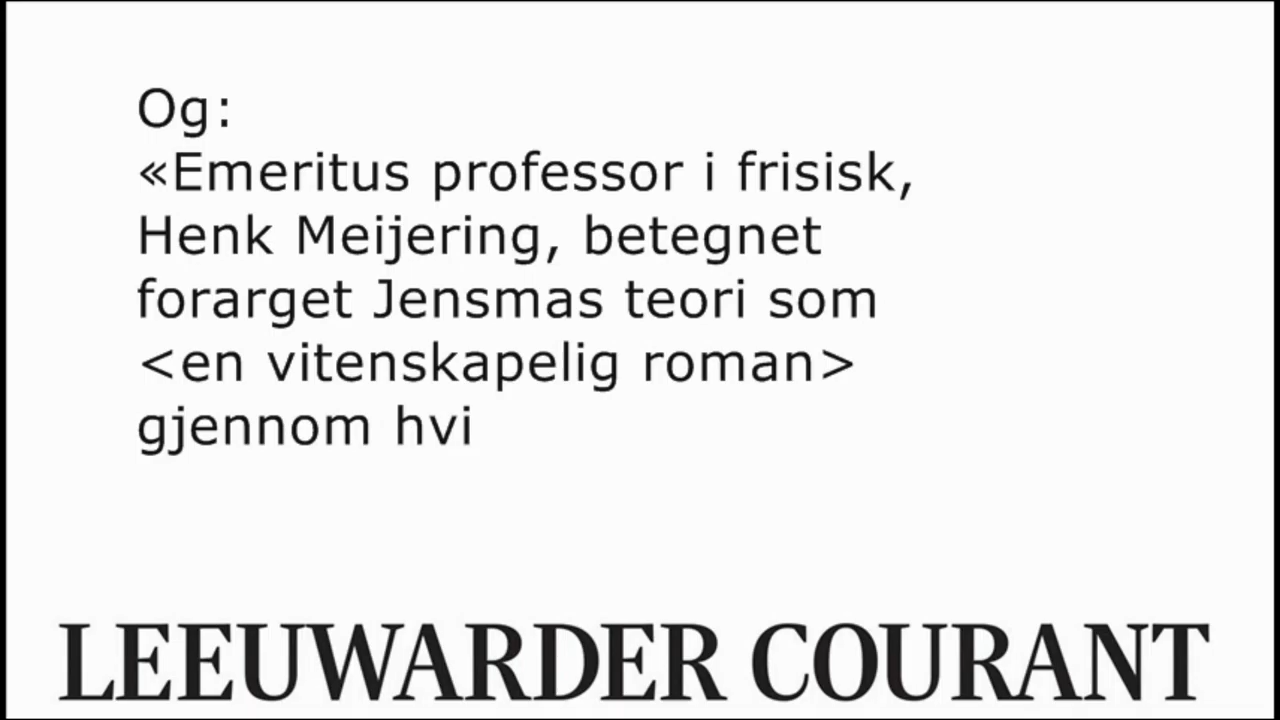 Og:
«Emeritus professor i frisisk,
Henk Meijering, betegnet
forarget Jensmas teori som
<en vitenskapelig roman>
gjennom hvi
LEEUWARDER COURANT